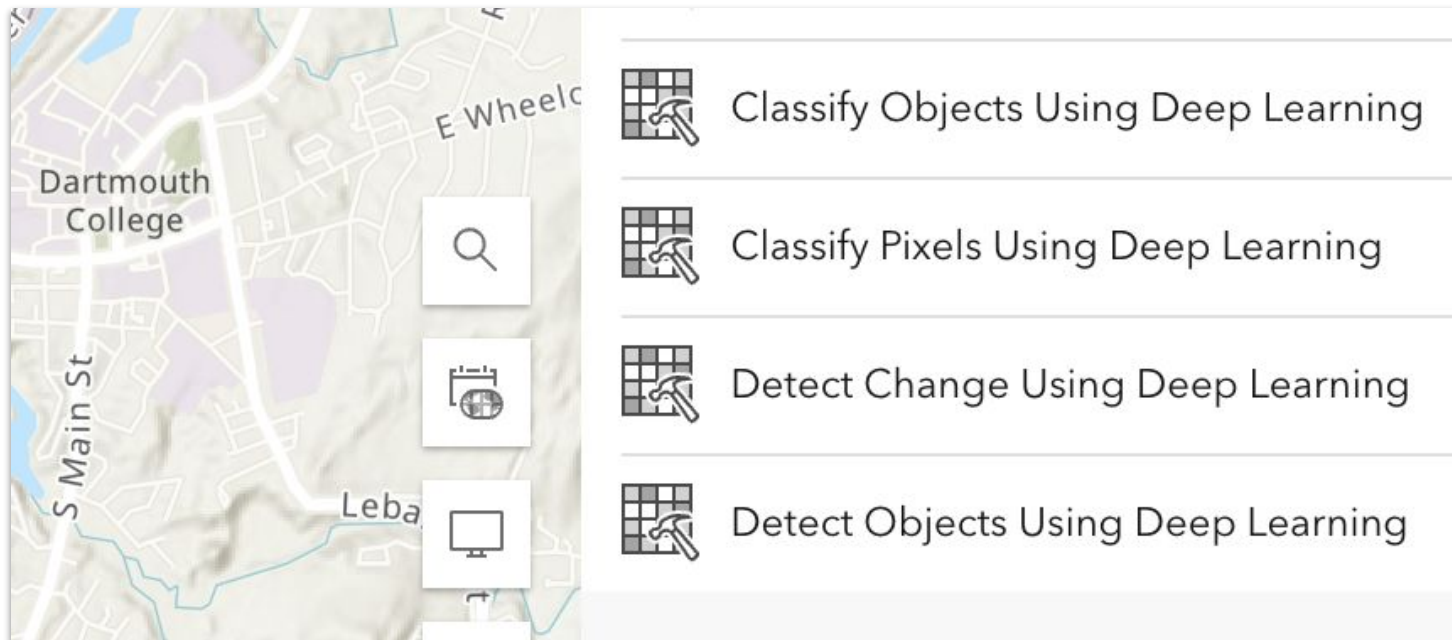 E Wheelc
Dartmouth
College
S Main St
Leba
Classify Objects Using Deep Learning
Classify Pixels Using Deep Learning
Detect Change Using Deep Learning
Detect Objects Using Deep Learning